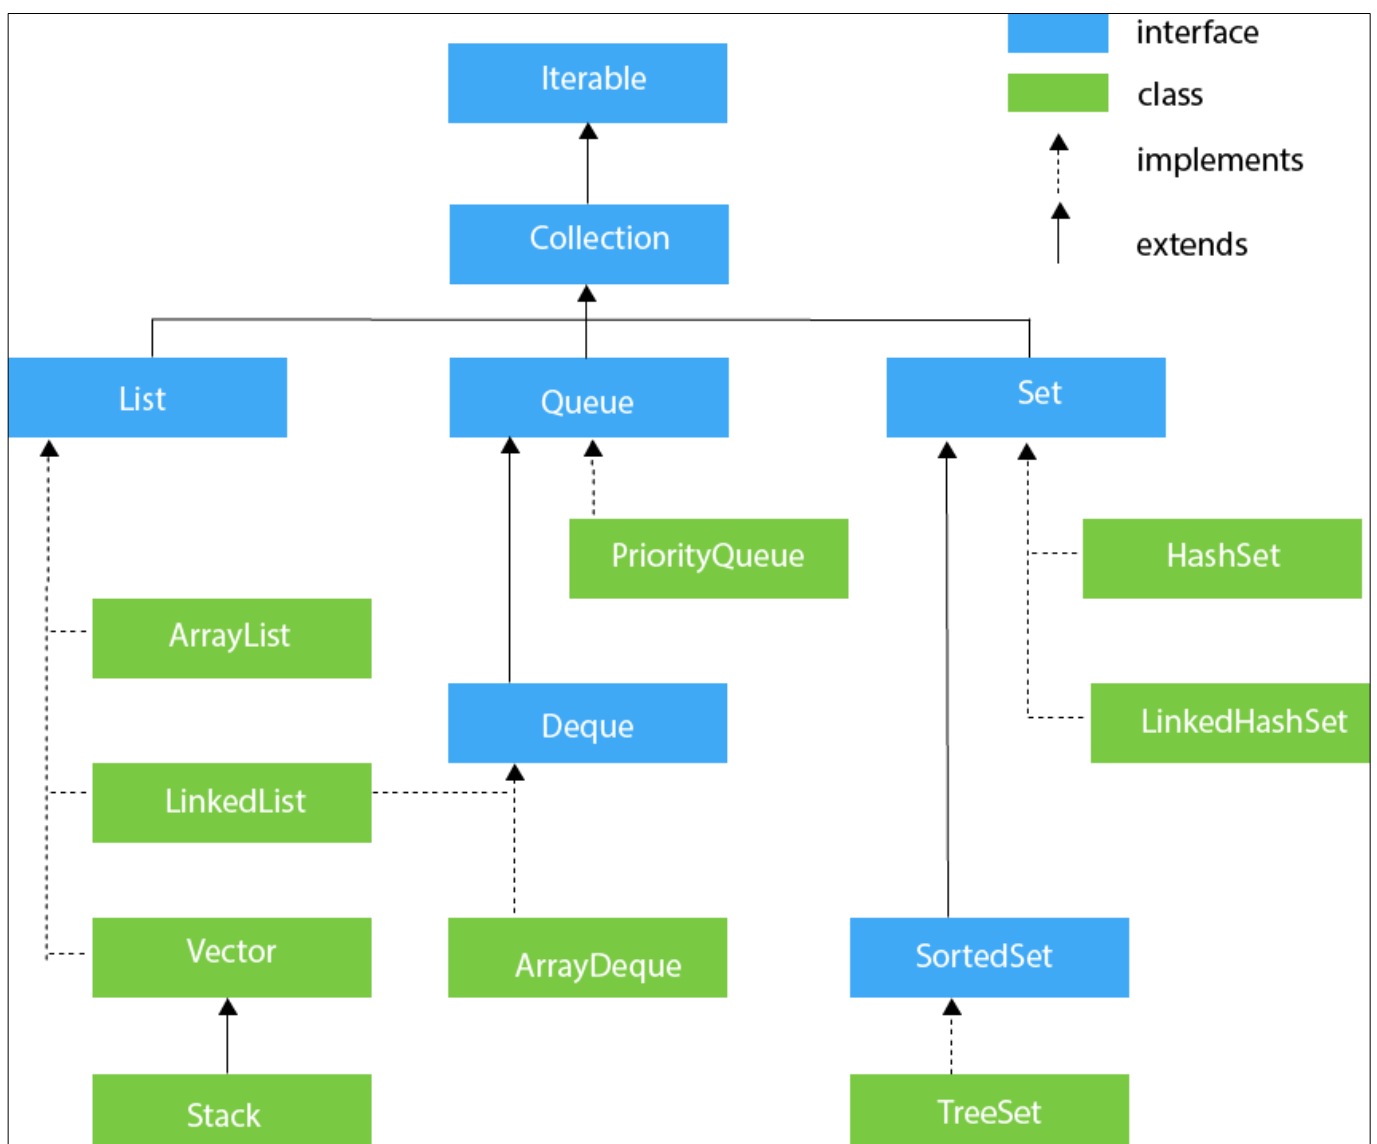 interface
Iterable
class
implements
Collection
extends
List
Queue
Set
PriorityQueue
HashSet
ArrayList
Deque
LinkedHashSet
LinkedList
Vector
ArrayDeque
SortedSet
Stack
TreeSet